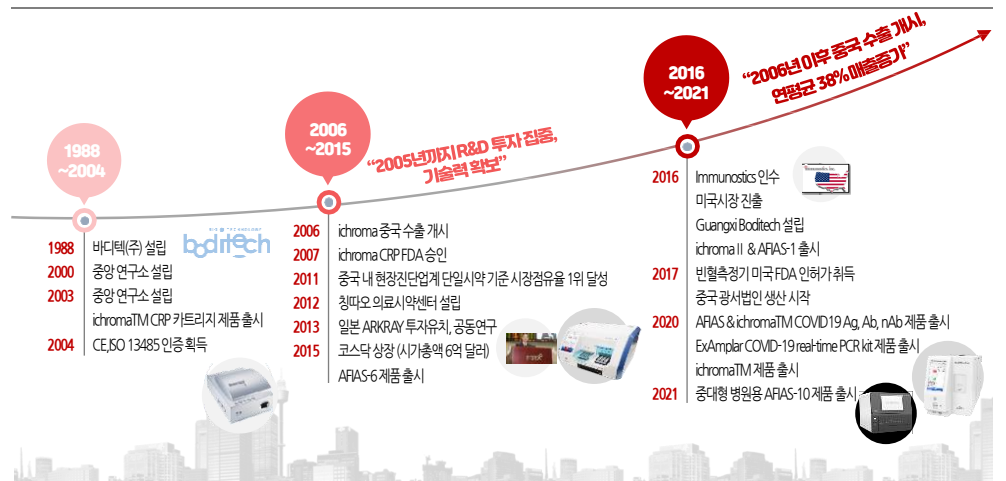 1988
~2004
2006
~2015
"2005년까지 R&D 투자 집중,
기술력 확보"
2016
~2021
"2006년 이후 중국 수출 개시,
연평균 38% 매출증가"
boditech
1988 바디텍(주) 설립
2000 중앙 연구소 설립
2003 중앙 연구소 설립
ichromaTM CRP 카트리지 제품 출시
2004 CE,ISO 13485 인증 획득
2006 ichroma 중국 수출 개시
2007 ichroma CRP FDA 승인
2011 중국 내 현장진단업계 단일시약 기준 시장점유율 1위 달성
2012 칭따오 의료시약센터 설립
2013 일본 ARKRAY 투자유치, 공동연구
2015 코스닥 상장 (시가총액 6억 달러)
AFIAS-6 제품 출시
2016 Immunostics 인수
미국시장 진출
Guangxi Boditech 설립
ichroma II & AFIAS-1 출시
2017 빈혈측정기 미국 FDA 인허가 취득
중국 광서법인 생산 시작
2020 AFIAS & ichromaTM COVID19 Ag, Ab, nAb 제품 출시
ExAmplar COVID-19 real-time PCR kit 제품 출시
ichromaTM 제품 출시
2021 중대형 병원용 AFIAS-10 제품 출시
Immunostics, Inc.